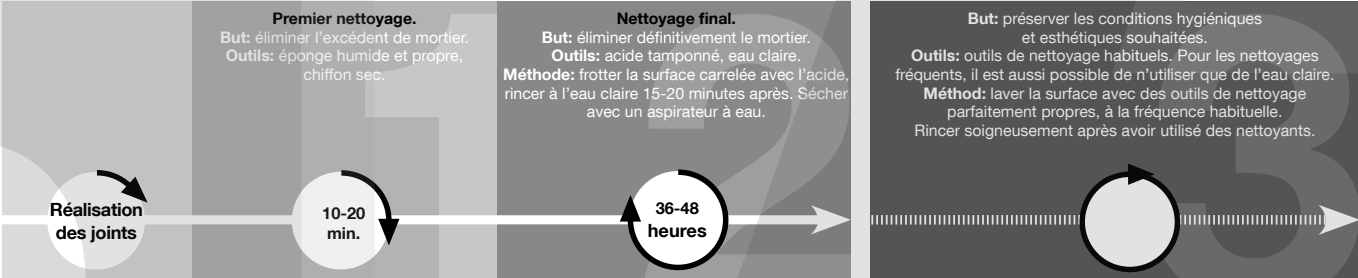 Premier nettoyage.
But: éliminer l'excédent de mortier.
Outils: éponge humide et propre,
chiffon sec.
Nettoyage final.
But: éliminer définitivement le mortier.
Outils: acide tamponné, eau claire.
Méthode: frotter la surface carrelée avec l'acide,
rincer à l'eau claire 15-20 minutes après. Sécher
avec un aspirateur à eau.
But: préserver les conditions hygiéniques
et esthétiques souhaitées.
Outils: outils de nettoyage habituels. Pour les nettoyages
fréquents, il est aussi possible de n'utiliser que de l'eau claire.
Méthod: laver la surface avec des outils de nettoyage
parfaitement propres, à la fréquence habituelle.
Rincer soigneusement après avoir utilisé des nettoyants.
Réalisation
des joints
10-20
min.
36-48
heures
1
2
3